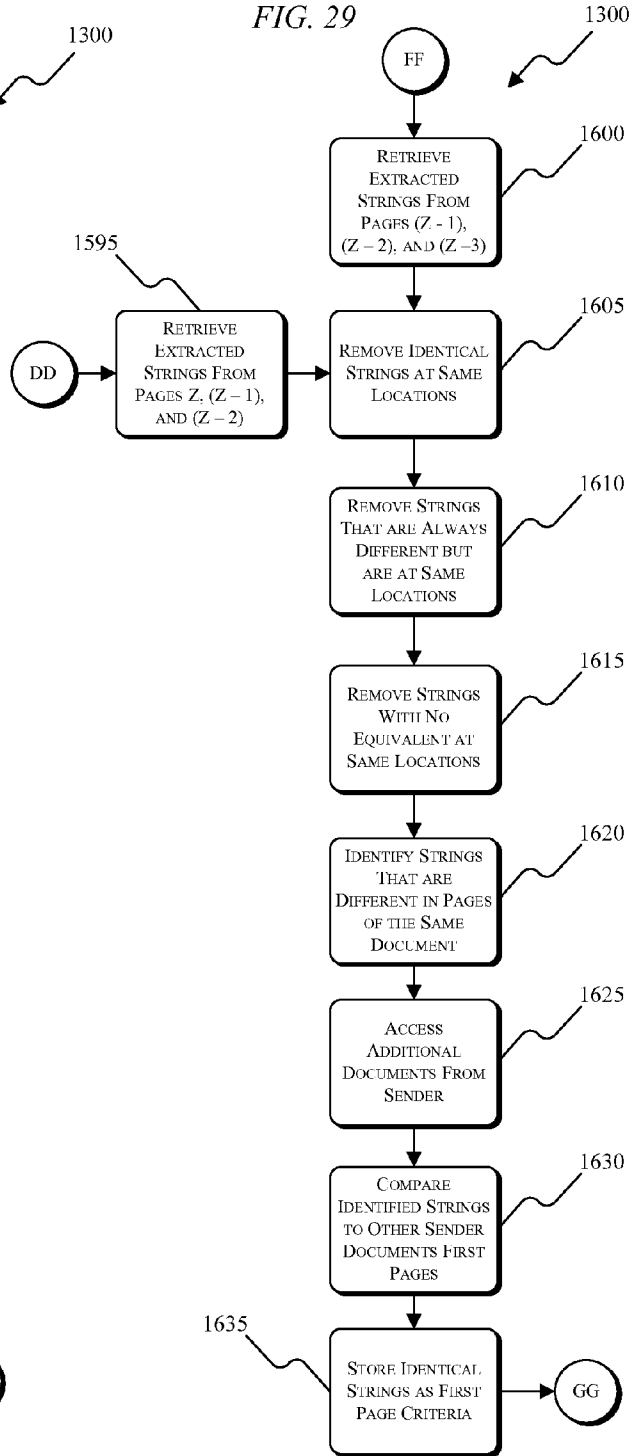 FIG. 29
1300
1300
FF
1600
RETRIEVE
EXTRACTED
STRINGS FROM
PAGES (Z - 1),
(Z – 2), AND (Z –3)
1595
RETRIEVE
EXTRACTED
STRINGS FROM
PAGES Z, (Z – 1),
AND (Z – 2)
DD
1605
REMOVE IDENTICAL
STRINGS AT SAME
LOCATIONS
1610
REMOVE STRINGS
THAT ARE ALWAYS
DIFFERENT BUT
ARE AT SAME
LOCATIONS
1615
REMOVE STRINGS
WITH NO
EQUIVALENT AT
SAME LOCATIONS
1620
IDENTIFY STRINGS
THAT ARE
DIFFERENT IN PAGES
OF THE SAME
DOCUMENT
1625
ACCESS
ADDITIONAL
DOCUMENTS FROM
SENDER
1630
COMPARE
IDENTIFIED STRINGS
TO OTHER SENDER
DOCUMENTS FIRST
PAGES
1635
STORE IDENTICAL
STRINGS AS FIRST
PAGE CRITERIA
GG